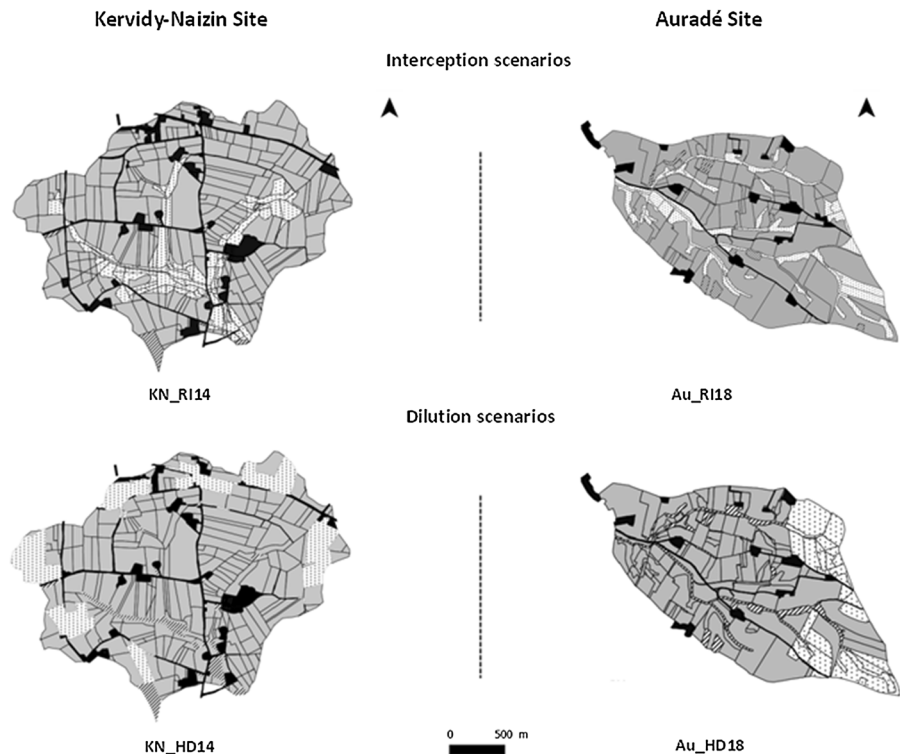 Kervidy-Naizin Site
Auradé Site
Interception scenarios
KN_RI14
Au_RI18
Dilution scenarios
0 500 m
KN_HD14
Au_HD18